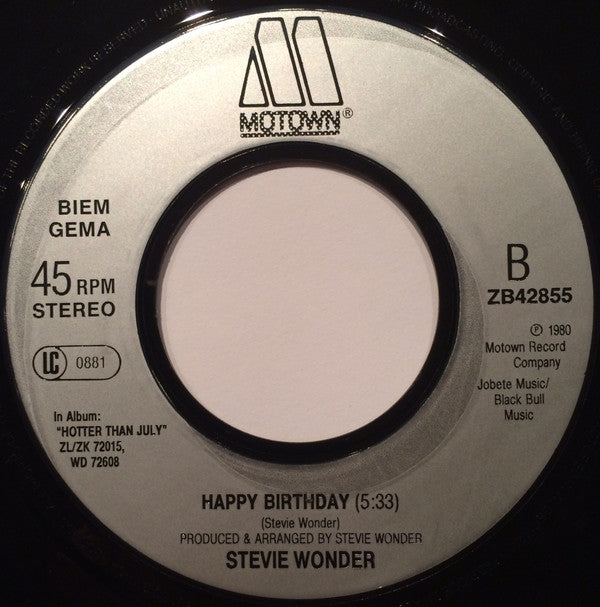 MOTOWN®
BIEM
GEMA
45 RPM
STEREO
LC 0881
In Album:
"HOTTER THAN JULY"
ZL/ZK 72015,
WD 72608
B
ZB42855
℗ 1980
Motown Record
Company
Jobete Music/
Black Bull
Music
HAPPY BIRTHDAY (5:33)
(Stevie Wonder)
PRODUCED & ARRANGED BY STEVIE WONDER
STEVIE WONDER